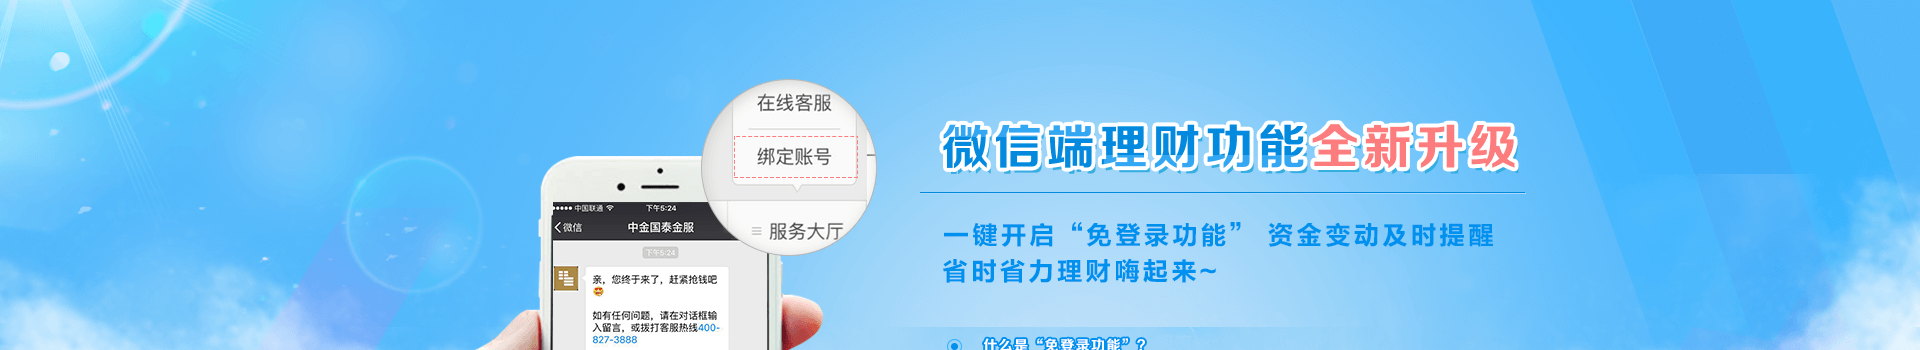 在线客服
绑定账号
服务大厅
中国联通
下午5:24
微信
中金国泰金服
下午5:24
亲，您终于来了，赶紧抢钱吧
如有任何问题，请在对话框输
入留言，或拨打客服热线400-
827-3888
微信端理财功能全新升级
一键开启“免登录功能” 资金变动及时提醒
省时省力理财嗨起来~
什么是“免登录功能”？